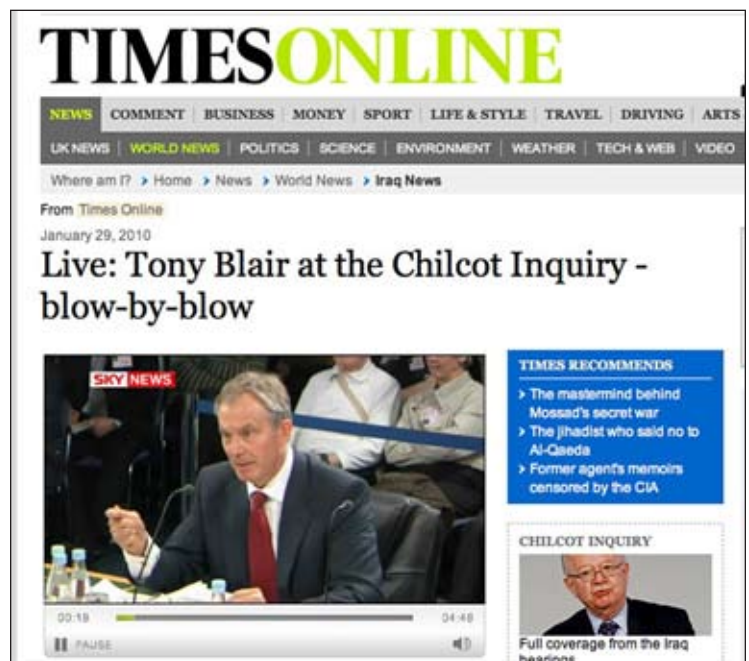 TIMESONLINE
NEWS COMMENT BUSINESS MONEY SPORT LIFE & STYLE TRAVEL DRIVING ARTS
UK NEWS WORLD NEWS POLITICS SCIENCE ENVIRONMENT WEATHER TECH & WEB VIDEO
Where am I? Home News World News Iraq News
From Times Online
January 29, 2010
Live: Tony Blair at the Chilcot Inquiry -
blow-by-blow
SKY NEWS
00:19 04:48
PAUSE
TIMES RECOMMENDS
The mastermind behind
Mossad's secret war
The jihadist who said no to
Al-Qaeda
Former agent's memoirs
censored by the CIA
CHILCOT INQUIRY
Full coverage from the Iraq
hearings